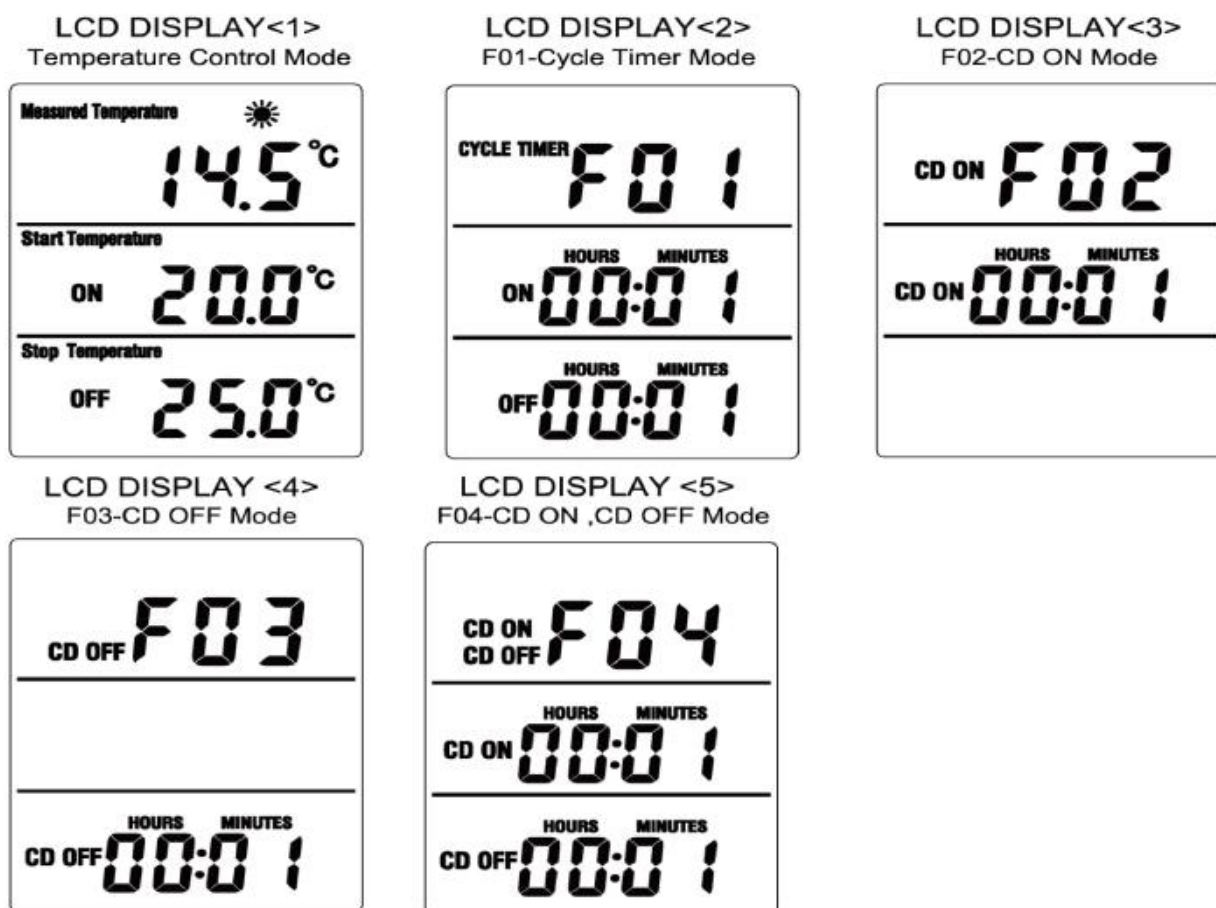 LCD DISPLAY<1>
Temperature Control Mode
Measured Temperature
14.5°C
Start Temperature
ON 20.0°C
Stop Temperature
OFF 25.0°C
LCD DISPLAY<2>
F01-Cycle Timer Mode
CYCLE TIMER F01
HOURS MINUTES
ON 00:01
HOURS MINUTES
OFF 00:01
LCD DISPLAY<3>
F02-CD ON Mode
CD ON F02
HOURS MINUTES
CD ON 00:01
LCD DISPLAY <4>
F03-CD OFF Mode
CD OFF F03
HOURS MINUTES
CD OFF 00:01
LCD DISPLAY <5>
F04-CD ON ,CD OFF Mode
CD ON
CD OFF F04
HOURS MINUTES
CD ON 00:01
HOURS MINUTES
CD OFF 00:01